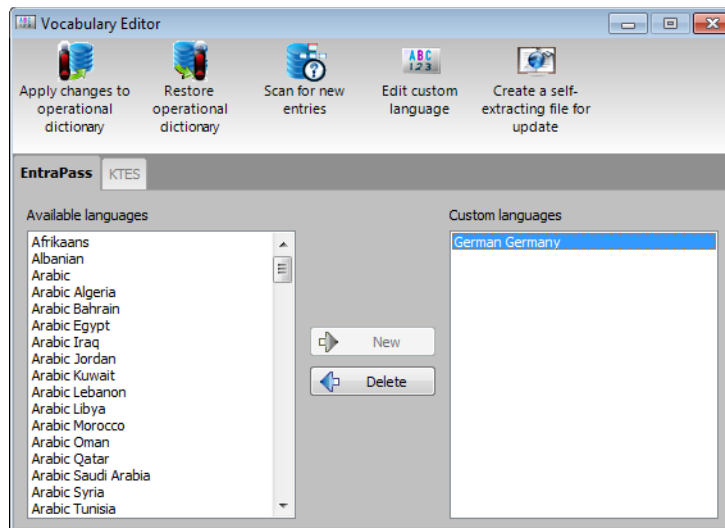 Vocabulary Editor
Apply changes to operational dictionary
Restore operational dictionary
Scan for new entries
Edit custom language
Create a self-extracting file for update
EntraPass
KTES
Available languages
Custom languages
Afrikaans
Albanian
Arabic
Arabic Algeria
Arabic Bahrain
Arabic Egypt
Arabic Iraq
Arabic Jordan
Arabic Kuwait
Arabic Lebanon
Arabic Libya
Arabic Morocco
Arabic Oman
Arabic Qatar
Arabic Saudi Arabia
Arabic Syria
Arabic Tunisia
New
Delete
German Germany